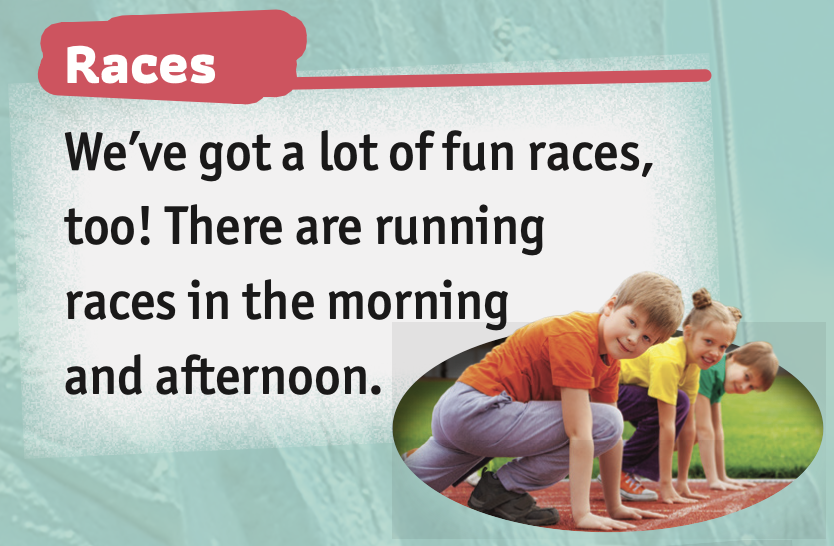 Races
We've got a lot of fun races,
too! There are running
races in the morning
and afternoon.